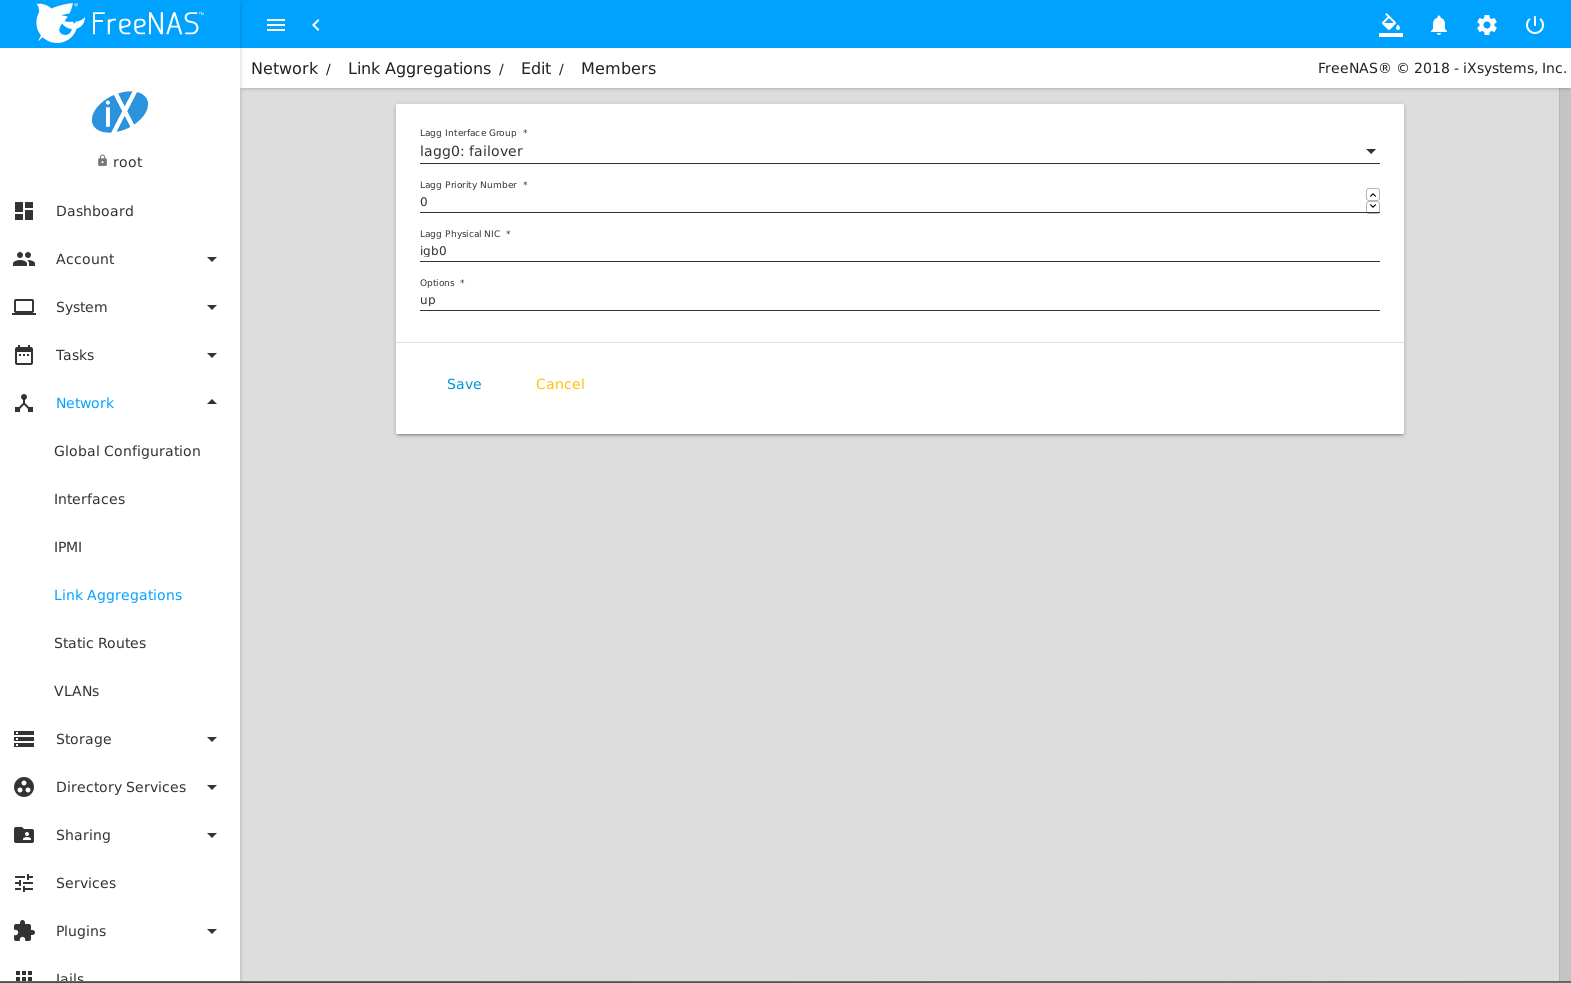 FreeNAS™
Network / Link Aggregations / Edit / Members
FreeNAS® © 2018 - iXsystems, Inc.
iX
root
Dashboard
Account
System
Tasks
Network
Global Configuration
Interfaces
IPMI
Link Aggregations
Static Routes
VLANs
Storage
Directory Services
Sharing
Services
Plugins
Jails
Lagg Interface Group *
lagg0: failover
Lagg Priority Number *
0
Lagg Physical NIC *
igb0
Options *
up
Save Cancel